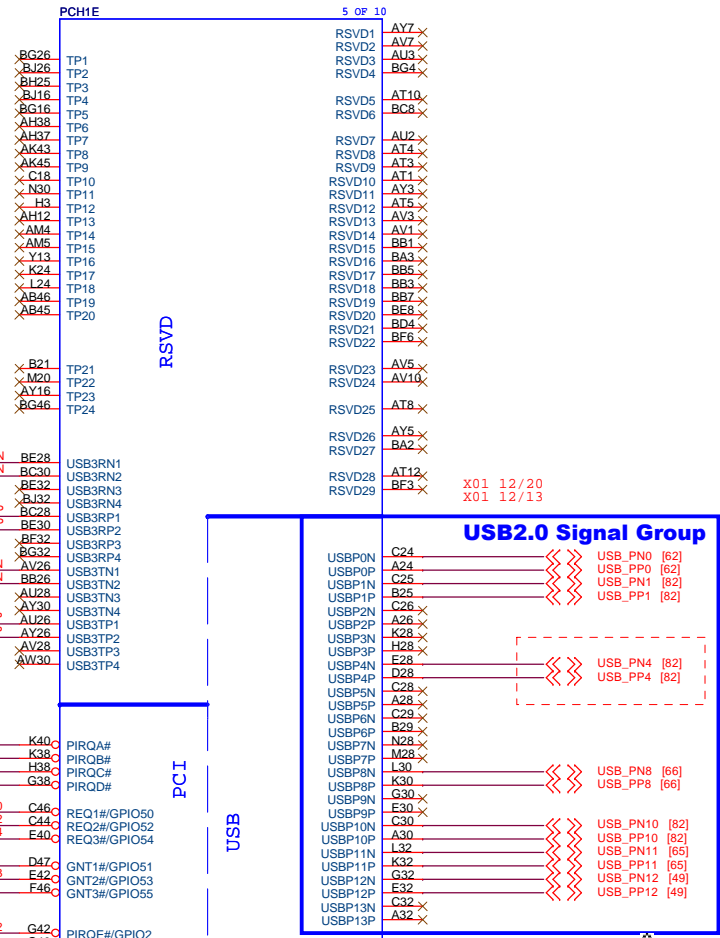 PCH1E
5 OF 10
RSVD1 AY7
RSVD2 AV7
RSVD3 AU3
RSVD4 BG4
RSVD5 AT10
RSVD6 BC8
RSVD7 AU2
RSVD8 AT4
RSVD9 AT3
RSVD10 AT1
RSVD11 AY3
RSVD12 AT5
RSVD13 AV3
RSVD14 AV1
RSVD15 BB1
RSVD16 BA3
RSVD17 BB5
RSVD18 BB3
RSVD19 BB7
RSVD20 BE8
RSVD21 BD4
RSVD22 BF6
RSVD23 AV5
RSVD24 AV10
RSVD25 AT8
RSVD26 AY5
RSVD27 BA2
RSVD28 AT12
RSVD29 BF3
BG26 TP1
BJ26 TP2
BH25 TP3
BJ16 TP4
BG16 TP5
AH38 TP6
AH37 TP7
AK43 TP8
AK45 TP9
C18 TP10
N30 TP11
H3 TP12
AH12 TP13
AM4 TP14
AM5 TP15
Y13 TP16
K24 TP17
L24 TP18
AB46 TP19
AB45 TP20
B21 TP21
M20 TP22
AY16 TP23
BG46 TP24
RSVD
BE28 USB3RN1
BC30 USB3RN2
BE32 USB3RN3
BJ32 USB3RN4
BC28 USB3RP1
BE30 USB3RP2
BF32 USB3RP3
BG32 USB3RP4
AV26 USB3TN1
BB26 USB3TN2
AU28 USB3TN3
AY30 USB3TN4
AU26 USB3TP1
AY26 USB3TP2
AV28 USB3TP3
AW30 USB3TP4
K40 PIRQA#
K38 PIRQB#
H38 PIRQC#
G38 PIRQD#
C46 REQ1#/GPIO50
C44 REQ2#/GPIO52
E40 REQ3#/GPIO54
D47 GNT1#/GPIO51
E42 GNT2#/GPIO53
F46 GNT3#/GPIO55
G42 PIRQE#/GPIO2
PCI
USB
X01 12/20
X01 12/13
USB2.0 Signal Group
USBP0N C24 USB_PN0 [62]
USBP0P A24 USB_PP0 [62]
USBP1N C25 USB_PN1 [82]
USBP1P B25 USB_PP1 [82]
USBP2N C26
USBP2P A26
USBP3N K28
USBP3P H28
USBP4N E28 USB_PN4 [82]
USBP4P D28 USB_PP4 [82]
USBP5N C28
USBP5P A28
USBP6N C29
USBP6P B29
USBP7N N28
USBP7P M28
USBP8N L30 USB_PN8 [66]
USBP8P K30 USB_PP8 [66]
USBP9N G30
USBP9P E30
USBP10N C30 USB_PN10 [82]
USBP10P A30 USB_PP10 [82]
USBP11N L32 USB_PN11 [65]
USBP11P K32 USB_PP11 [65]
USBP12N G32 USB_PN12 [49]
USBP12P E32 USB_PP12 [49]
USBP13N C32
USBP13P A32